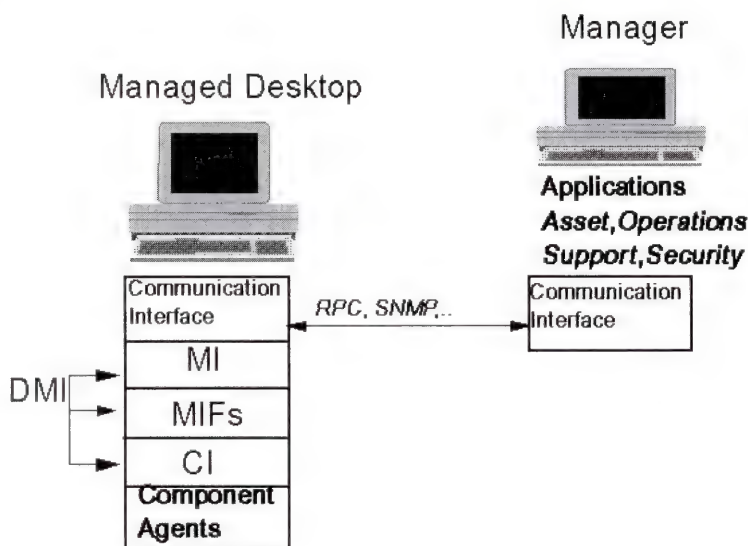 Manager
Managed Desktop
Applications
Asset,Operations
Support,Security
Communication
Interface
RPC, SNMP,..
Communication
Interface
MI
DMI
MIFs
CI
Component
Agents